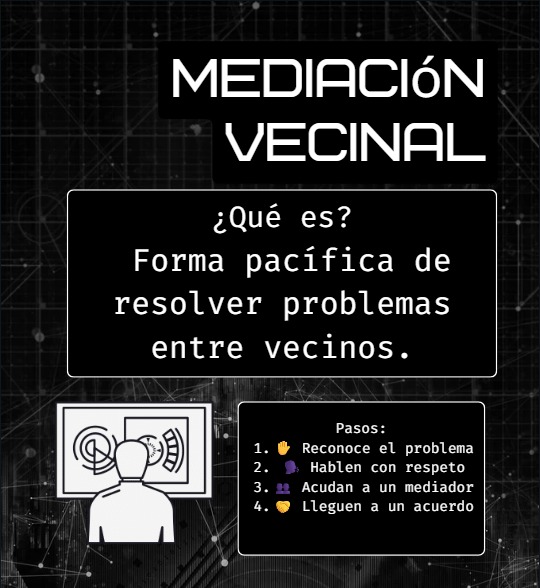 MEDIACIóN
VECINAL
¿Qué es?
Forma pacífica de
resolver problemas
entre vecinos.
Pasos:
1. ✋ Reconoce el problema
2. 🗣 Hablen con respeto
3. 👥 Acudan a un mediador
4. 🤝 Lleguen a un acuerdo